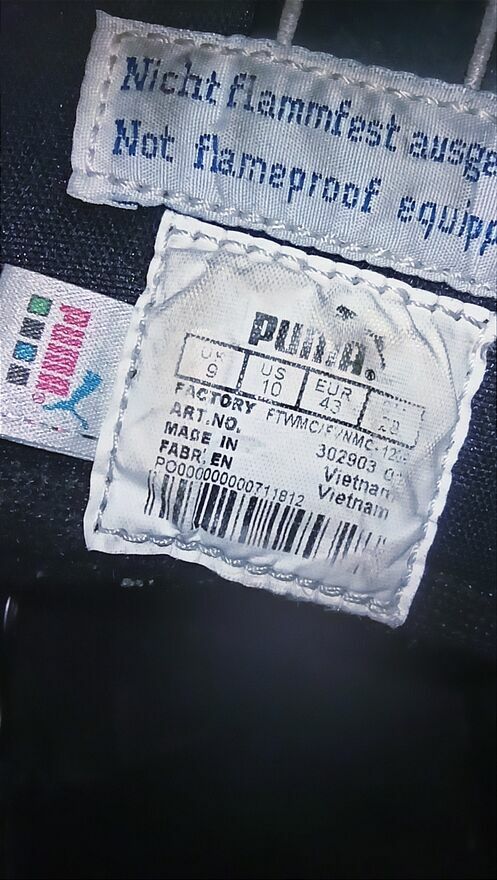 Nicht flammfest ausge
Not flameproof equipp
PUMA
PUMA®
UK US EUR
9 10 43
FACTORY
ART.NO. 302903
MADE IN Vietnam
FABR. EN Vietnam
PO000000000711812